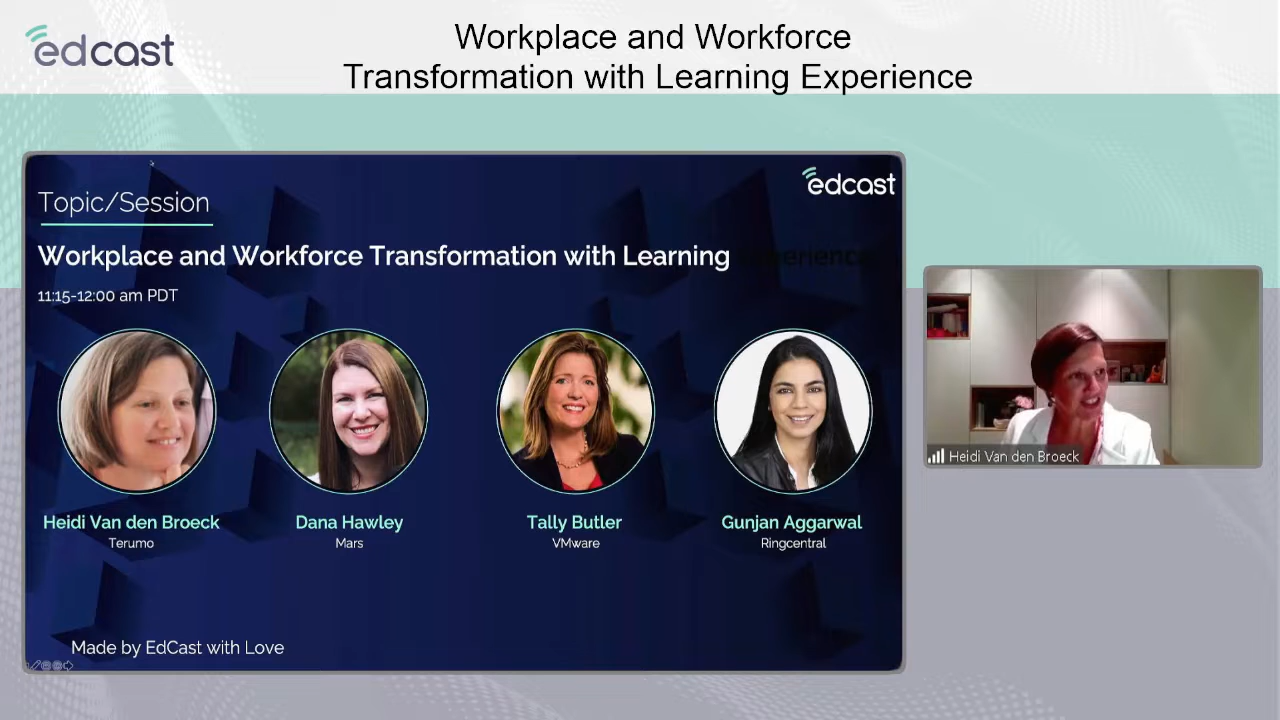 edcast
Workplace and Workforce
Transformation with Learning Experience
edcast
Topic/Session
Workplace and Workforce Transformation with Learning
11:15-12:00 am PDT
Heidi Van den Broeck
Dana Hawley
Tally Butler
Gunjan Aggarwal
Terumo
Mars
VMware
Ringcentral
Made by EdCast with Love
Heidi Van den Broeck